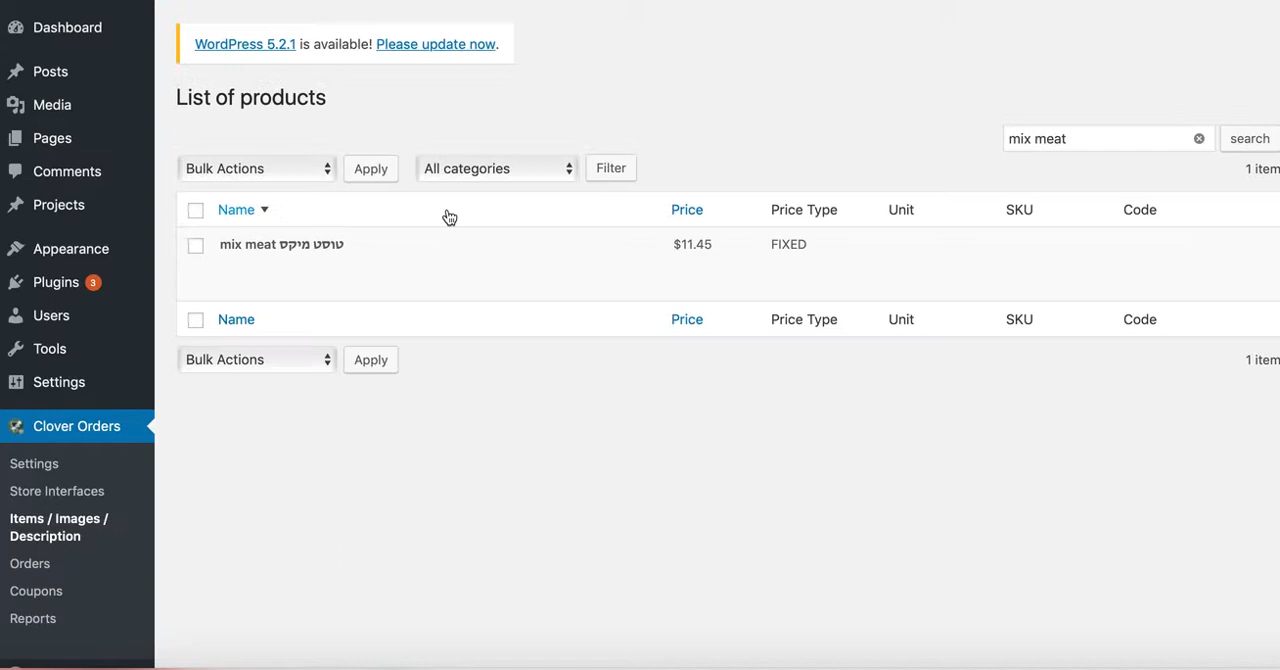 Dashboard
Posts
Media
Pages
Comments
Projects
Appearance
Plugins 3
Users
Tools
Settings
Clover Orders
Settings
Store Interfaces
Items / Images /
Description
Orders
Coupons
Reports
WordPress 5.2.1 is available! Please update now.
List of products
mix meat
search
Bulk Actions
Apply
All categories
Filter
1 item
Name Price Price Type Unit SKU Code
mix meat טוסט מיקס $11.45 FIXED
Name Price Price Type Unit SKU Code
Bulk Actions
Apply
1 item